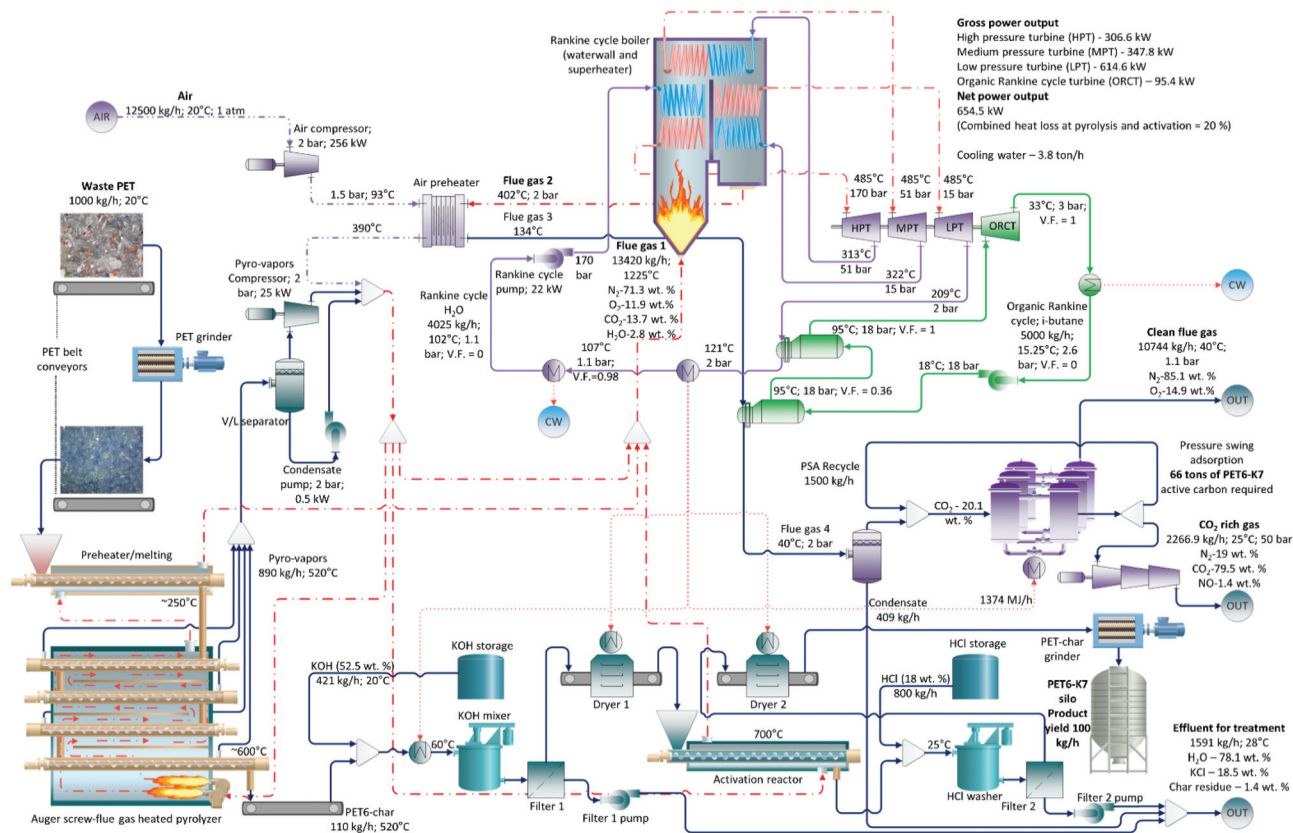 Gross power output
High pressure turbine (HPT) - 306.6 kW
Medium pressure turbine (MPT) - 347.8 kW
Low pressure turbine (LPT) - 614.6 kW
Organic Rankine cycle turbine (ORCT) – 95.4 kW
Net power output
654.5 kW
(Combined heat loss at pyrolysis and activation = 20 %)
Cooling water – 3.8 ton/h
Rankine cycle boiler
(waterwall and
superheater)
Air
12500 kg/h; 20°C; 1 atm
AIR
Air compressor;
2 bar; 256 kW
1.5 bar; 93°C
Air preheater
Flue gas 2
402°C; 2 bar
Flue gas 3
134°C
390°C
Waste PET
1000 kg/h; 20°C
PET grinder
PET belt
conveyors
Pyro-vapors
Compressor; 2
bar; 25 kW
V/L separator
Condensate
pump; 2 bar;
0.5 kW
Rankine cycle
pump; 22 kW
170
bar
Rankine cycle
H2O
4025 kg/h;
102°C; 1.1
bar; V.F. = 0
Flue gas 1
13420 kg/h;
1225°C
N2-71.3 wt. %
O2-11.9 wt. %
CO2-13.7 wt. %
H2O-2.8 wt. %
485°C
170 bar
485°C
51 bar
485°C
15 bar
HPT
MPT
LPT
ORCT
33°C; 3 bar;
V.F. = 1
313°C
51 bar
322°C
15 bar
209°C
2 bar
107°C
1.1 bar;
V.F.=0.98
M
121°C
2 bar
M
CW
95°C; 18 bar; V.F. = 1
95°C; 18 bar; V.F. = 0.36
18°C; 18 bar
Organic Rankine
cycle; i-butane
5000 kg/h;
15.25°C; 2.6
bar; V.F. = 0
M
CW
Clean flue gas
10744 kg/h; 40°C;
1.1 bar
N2-85.1 wt. %
O2-14.9 wt. %
OUT
Pressure swing
adsorption
66 tons of PET6-K7
active carbon required
PSA Recycle
1500 kg/h
CO2 - 20.1
wt. %
Flue gas 4
40°C; 2 bar
CO2 rich gas
2266.9 kg/h; 25°C; 50 bar
N2-19 wt. %
CO2-79.5 wt. %
NO-1.4 wt.%
OUT
M
1374 MJ/h
Condensate
409 kg/h
Preheater/melting
~250°C
Pyro-vapors
890 kg/h; 520°C
~600°C
Auger screw-flue gas heated pyrolyzer
PET6-char
110 kg/h; 520°C
KOH (52.5 wt. %)
421 kg/h; 20°C
KOH storage
KOH mixer
M
60°C
Filter 1
Filter 1 pump
M
Dryer 1
M
Dryer 2
700°C
Activation reactor
HCl storage
HCl (18 wt. %)
800 kg/h
25°C
HCl washer
Filter 2
Filter 2 pump
PET-char
grinder
PET6-K7
silo
Product
yield 100
kg/h
Effluent for treatment
1591 kg/h; 28°C
H2O – 78.1 wt. %
KCl – 18.5 wt. %
Char residue – 1.4 wt. %
OUT